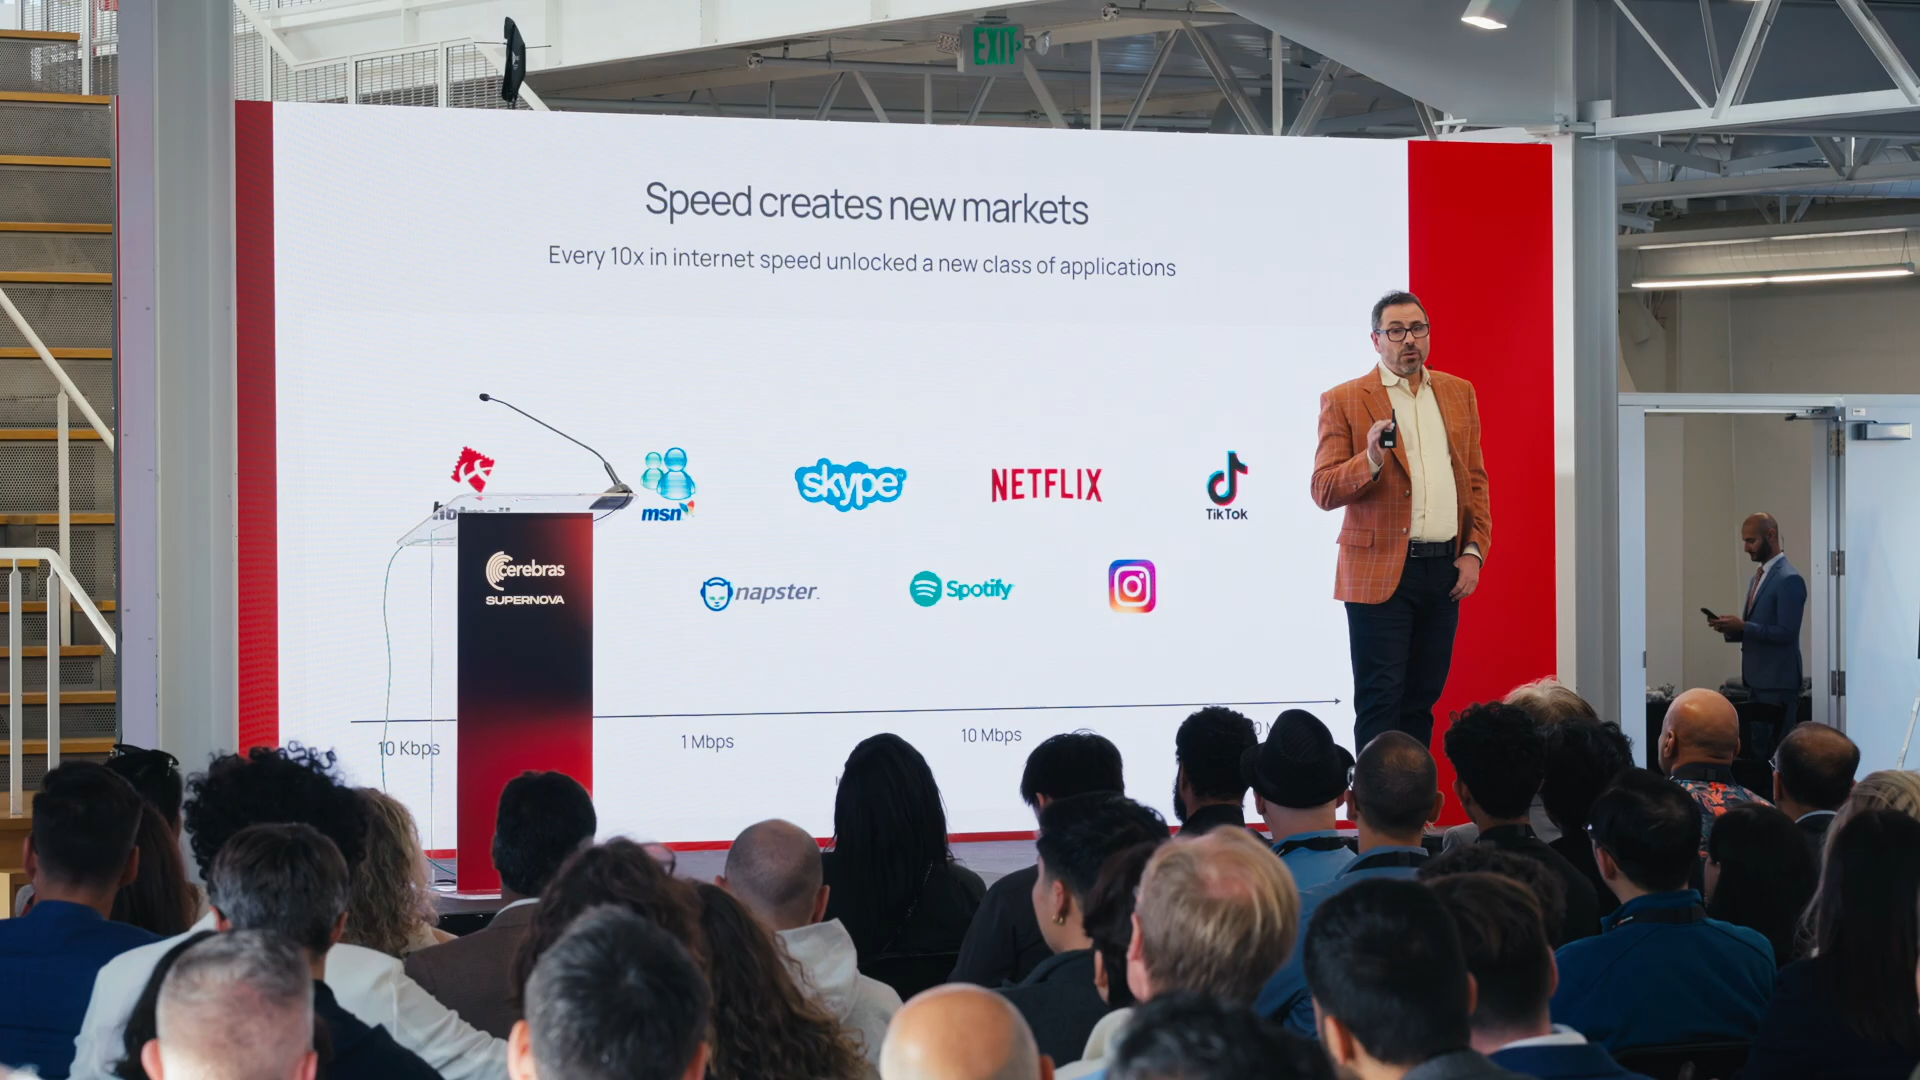 EXIT
Speed creates new markets
Every 10x in internet speed unlocked a new class of applications
hotmail
msn
skype
NETFLIX
TikTok
napster.
Spotify
cerebras
SUPERNOVA
10 Kbps
1 Mbps
10 Mbps